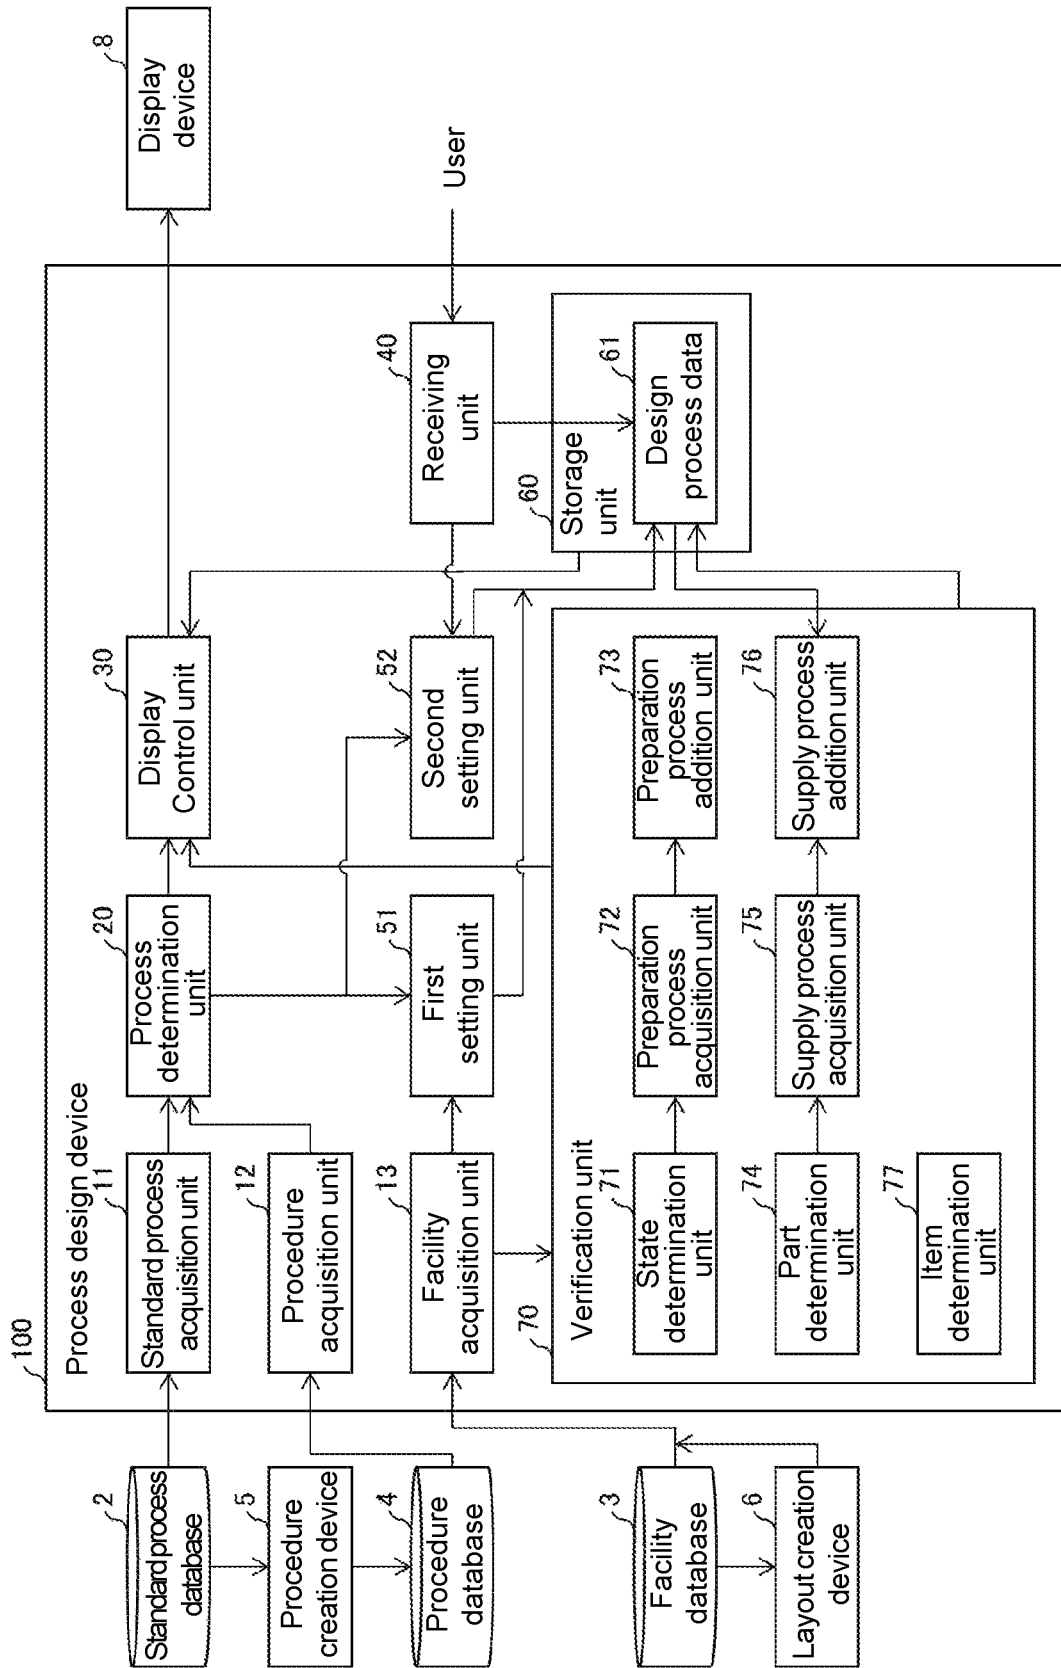 100
Process design device
2
Standard process
database
5
Procedure
creation device
4
Procedure
database
3
Facility
database
6
Layout creation
device
11
Standard process
acquisition unit
12
Procedure
acquisition unit
13
Facility
acquisition unit
20
Process
determination
unit
51
First
setting unit
30
Display
Control unit
52
Second
setting unit
40
Receiving
unit
User
8
Display
device
60
Storage
unit
61
Design
process data
70
Verification unit
71
State
determination
unit
72
Preparation
process
acquisition unit
73
Preparation
process
addition unit
74
Part
determination
unit
75
Supply process
acquisition unit
76
Supply process
addition unit
77
Item
determination
unit